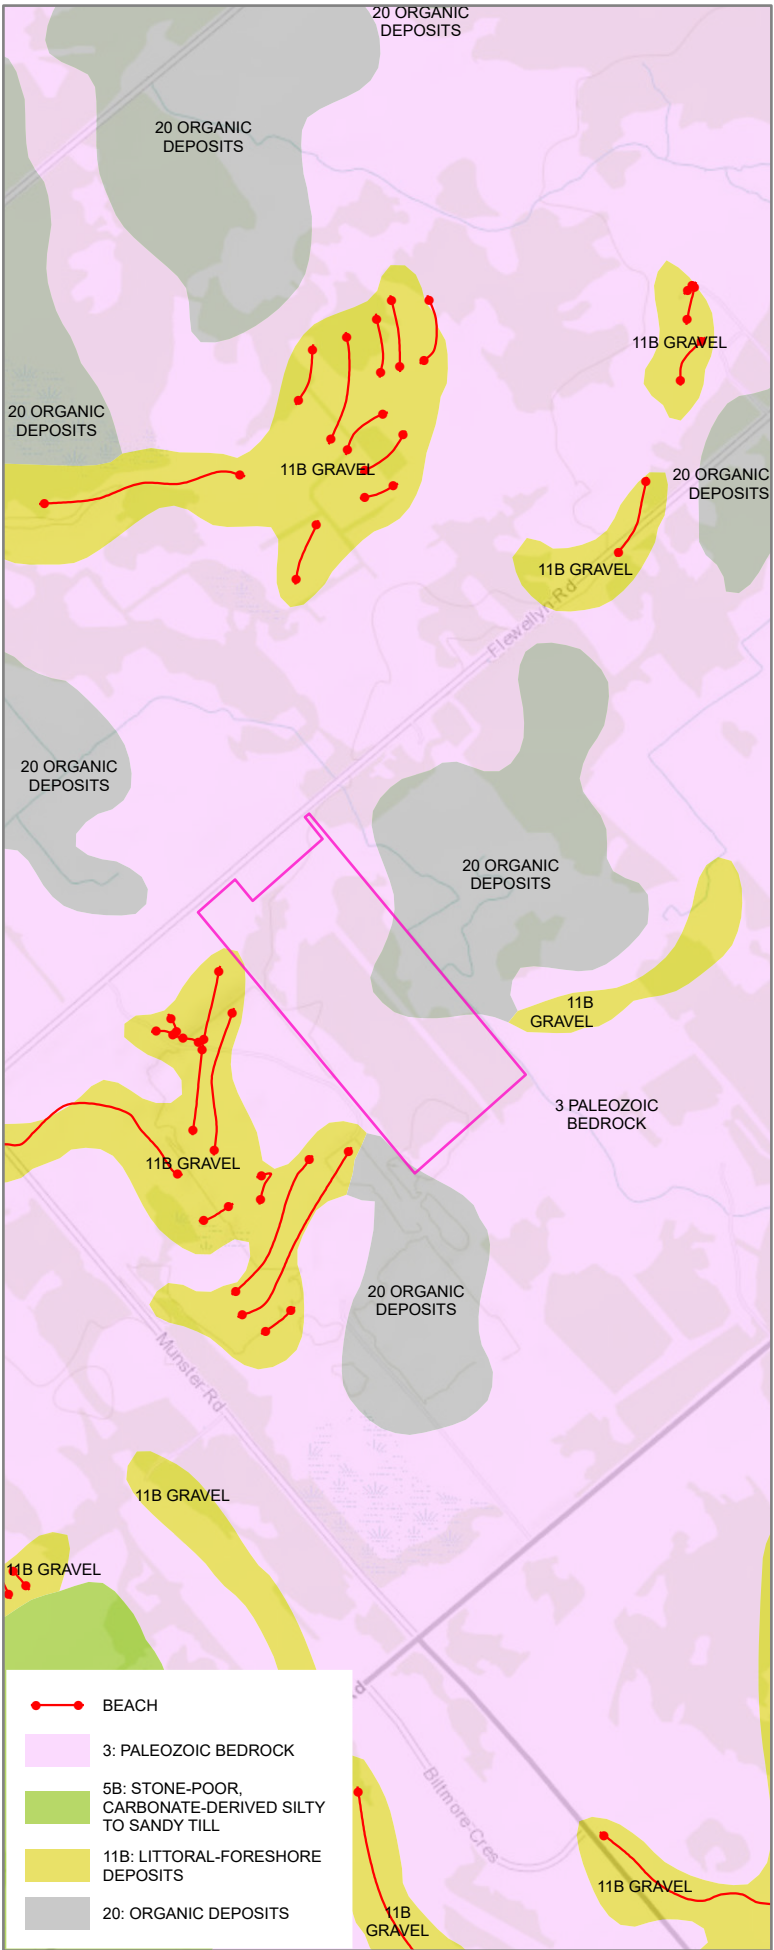 20 ORGANIC
DEPOSITS
20 ORGANIC
DEPOSITS
11B GRAVEL
20 ORGANIC
DEPOSITS
11B GRAVEL
20 ORGANIC
DEPOSITS
11B GRAVEL
Flewellyn Rd
20 ORGANIC
DEPOSITS
20 ORGANIC
DEPOSITS
11B
GRAVEL
3 PALEOZOIC
BEDROCK
11B GRAVEL
20 ORGANIC
DEPOSITS
Munster Rd
11B GRAVEL
11B GRAVEL
Rd
Biltmore Cres
11B GRAVEL
11B
GRAVEL
BEACH
3: PALEOZOIC BEDROCK
5B: STONE-POOR,
CARBONATE-DERIVED SILTY
TO SANDY TILL
11B: LITTORAL-FORESHORE
DEPOSITS
20: ORGANIC DEPOSITS